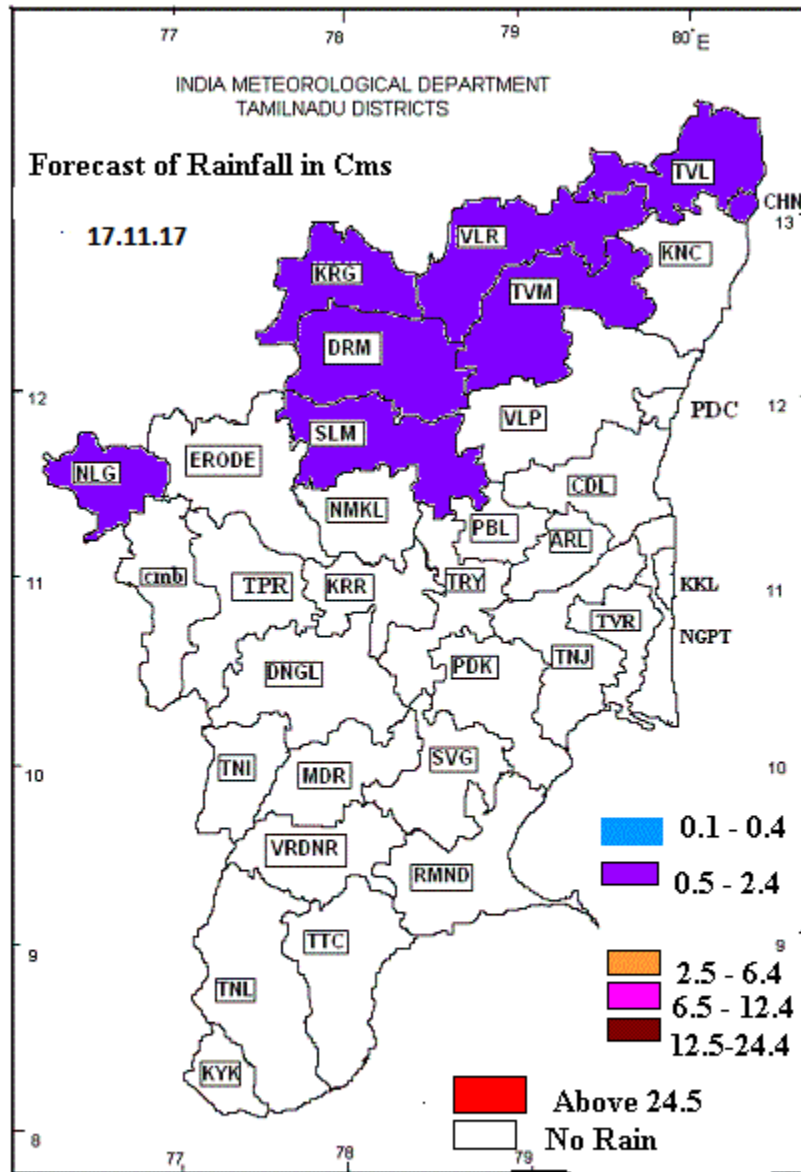 77 78 79 80°E
INDIA METEOROLOGICAL DEPARTMENT
TAMILNADU DISTRICTS
Forecast of Rainfall in Cms
TVL
CHN
17.11.17
13
VLR
KNC
KRG
TVM
DRM
12
12
PDC
VLP
SLM
ERODE
NLG
CDL
NMKL
PBL
ARL
11
cmb
TPR
KRR
TRY
KKL
11
TVR
NGPT
DNGL
PDK
TNJ
10
TNI
MDR
SVG
10
0.1 - 0.4
VRDNR
RMND
0.5 - 2.4
9
TTC
9
2.5 - 6.4
TNL
6.5 - 12.4
12.5-24.4
KYK
Above 24.5
8
No Rain
77 78 79